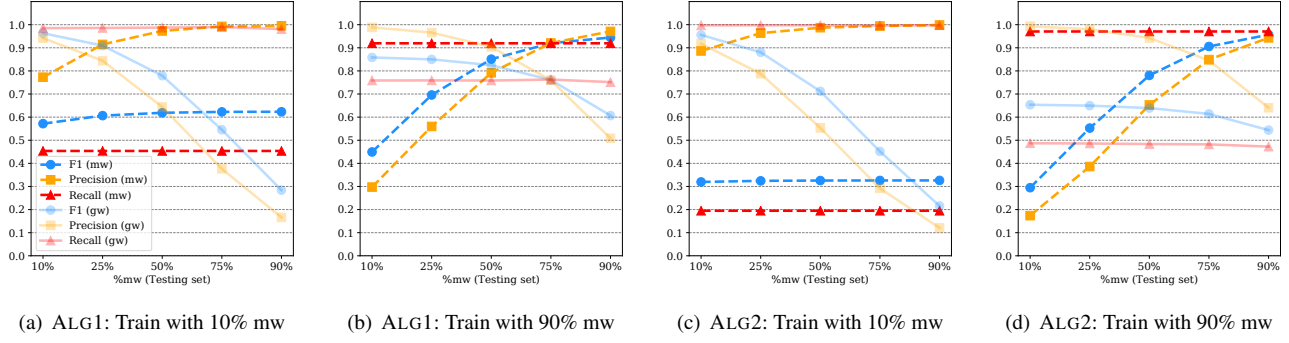 1.0
0.9
0.8
0.7
0.6
0.5
0.4
0.3
0.2
0.1
0.0
F1 (mw)
Precision (mw)
Recall (mw)
F1 (gw)
Precision (gw)
Recall (gw)
10% 25% 50% 75% 90%
%mw (Testing set)
(a) ALG1: Train with 10% mw
1.0
0.9
0.8
0.7
0.6
0.5
0.4
0.3
0.2
0.1
0.0
10% 25% 50% 75% 90%
%mw (Testing set)
(b) ALG1: Train with 90% mw
1.0
0.9
0.8
0.7
0.6
0.5
0.4
0.3
0.2
0.1
0.0
10% 25% 50% 75% 90%
%mw (Testing set)
(c) ALG2: Train with 10% mw
1.0
0.9
0.8
0.7
0.6
0.5
0.4
0.3
0.2
0.1
0.0
10% 25% 50% 75% 90%
%mw (Testing set)
(d) ALG2: Train with 90% mw